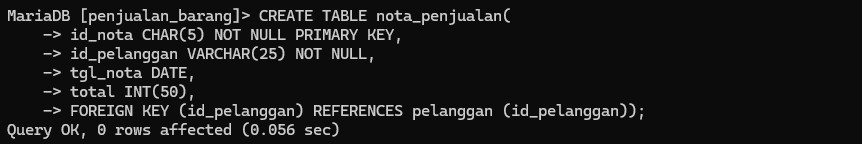 MariaDB [penjualan_barang]> CREATE TABLE nota_penjualan(
    -> id_nota CHAR(5) NOT NULL PRIMARY KEY,
    -> id_pelanggan VARCHAR(25) NOT NULL,
    -> tgl_nota DATE,
    -> total INT(50),
    -> FOREIGN KEY (id_pelanggan) REFERENCES pelanggan (id_pelanggan));
Query OK, 0 rows affected (0.056 sec)